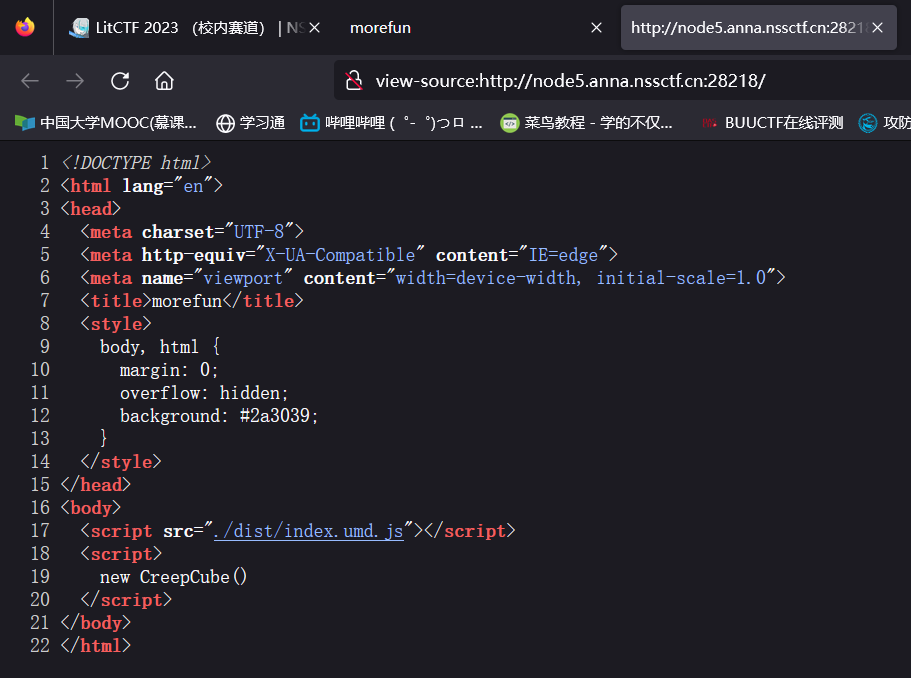 LitCTF 2023 （校内赛道）| NS
morefun
http://node5.anna.nssctf.cn:2821
view-source:http://node5.anna.nssctf.cn:28218/
中国大学MOOC(慕课...
学习通
哔哩哔哩 ( ゜- ゜)つロ ...
菜鸟教程 - 学的不仅...
BUUCTF在线评测
攻防
1 <!DOCTYPE html>
2 <html lang="en">
3 <head>
4 <meta charset="UTF-8">
5 <meta http-equiv="X-UA-Compatible" content="IE=edge">
6 <meta name="viewport" content="width=device-width, initial-scale=1.0">
7 <title>morefun</title>
8 <style>
9 body, html {
10 margin: 0;
11 overflow: hidden;
12 background: #2a3039;
13 }
14 </style>
15 </head>
16 <body>
17 <script src="./dist/index.umd.js"></script>
18 <script>
19 new CreepCube()
20 </script>
21 </body>
22 </html>